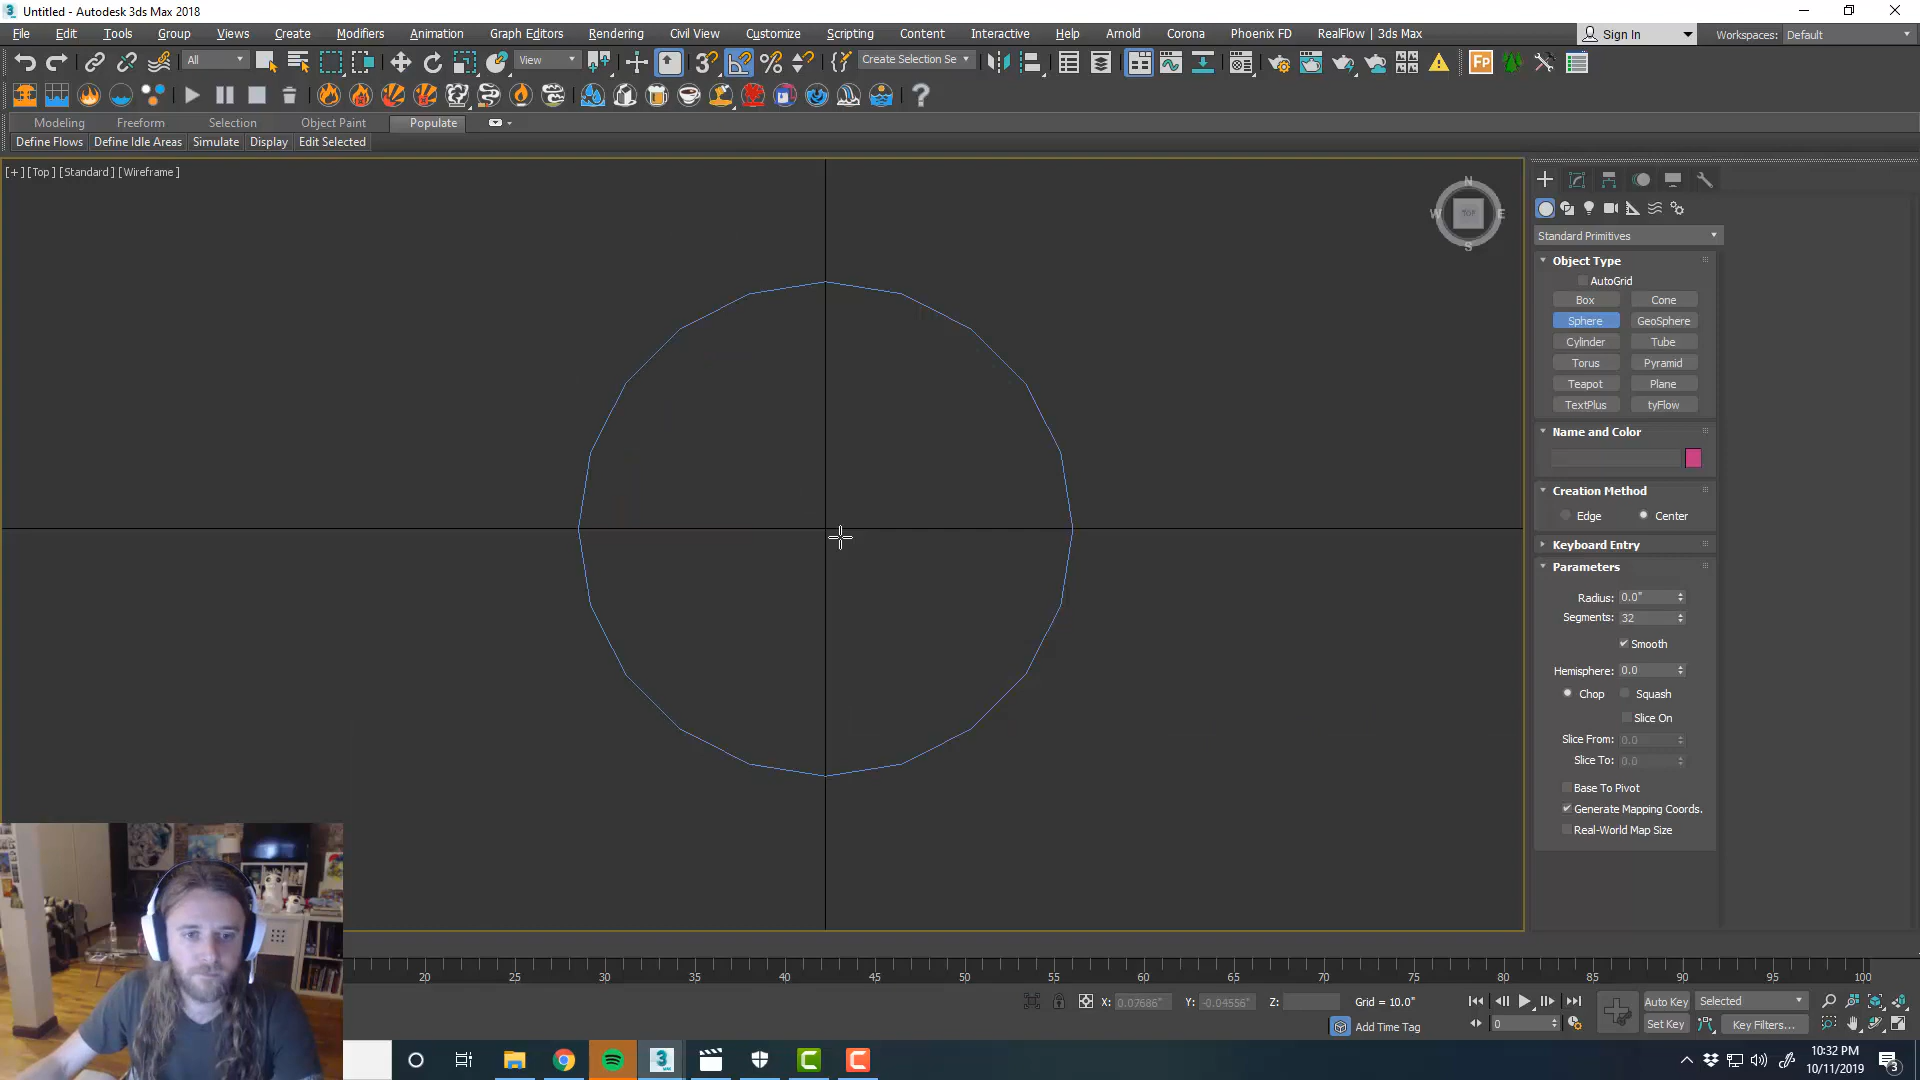 Untitled - Autodesk 3ds Max 2018
File Edit Tools Group Views Create Modifiers Animation Graph Editors Rendering Civil View Customize Scripting Content Interactive Help Arnold Corona Phoenix FD RealFlow | 3ds Max Sign In Workspaces: Default
All View Create Selection Se
Modeling Freeform Selection Object Paint Populate
Define Flows Define Idle Areas Simulate Display Edit Selected
[+] [Top] [Standard] [Wireframe]
N
W TOP E
S
Standard Primitives
Object Type
AutoGrid
Box Cone
Sphere GeoSphere
Cylinder Tube
Torus Pyramid
Teapot Plane
TextPlus tyFlow
Name and Color
Creation Method
Edge Center
Keyboard Entry
Parameters
Radius: 0.0"
Segments: 32
Smooth
Hemisphere: 0.0
Chop Squash
Slice On
Slice From: 0.0
Slice To: 0.0
Base To Pivot
Generate Mapping Coords.
Real-World Map Size
20 25 30 35 40 45 50 55 60 65 70 75 80 85 90 95 100
X: 0.07686" Y: -0.04556" Z: Grid = 10.0" Auto Key Selected
Add Time Tag 0 Set Key Key Filters...
10:32 PM
10/11/2019
3